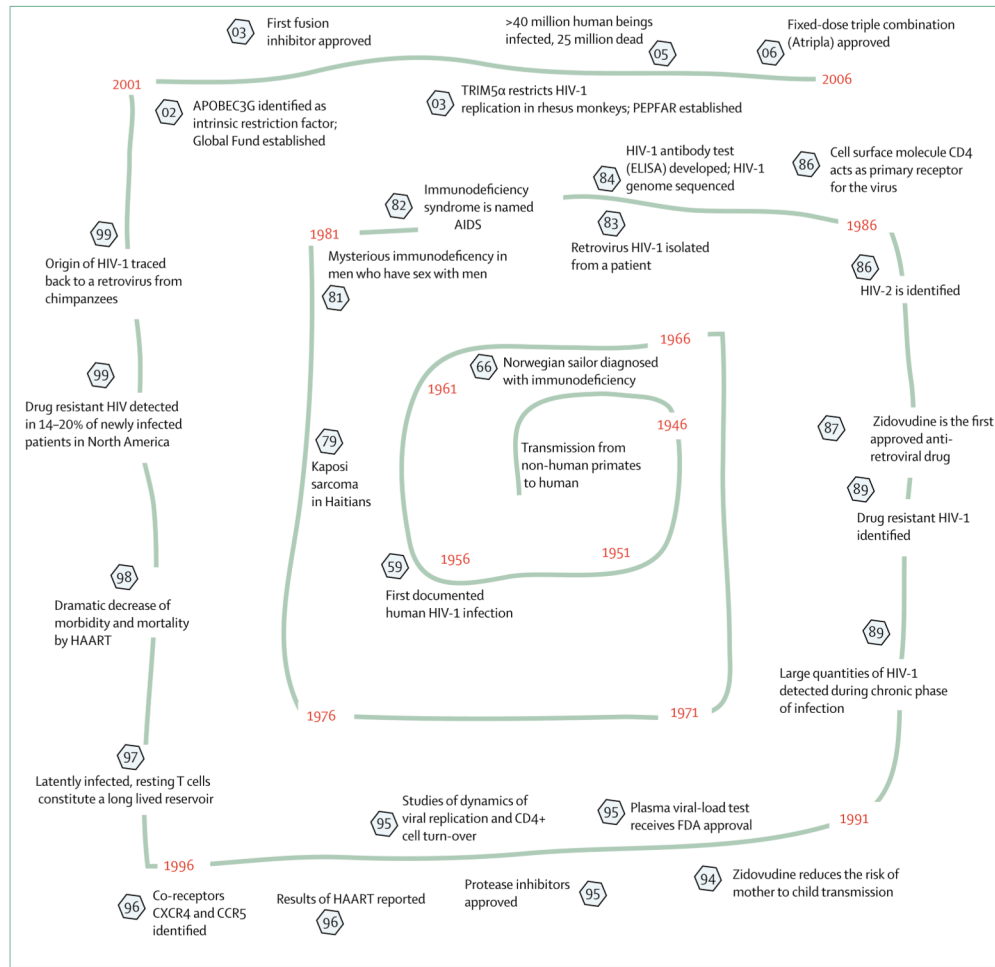 03
First fusion
inhibitor approved
>40 million human beings
infected, 25 million dead
05
06
Fixed-dose triple combination
(Atripla) approved
2001
2006
02
APOBEC3G identified as
intrinsic restriction factor;
Global Fund established
03
TRIM5α restricts HIV-1
replication in rhesus monkeys; PEPFAR established
84
HIV-1 antibody test
(ELISA) developed; HIV-1
genome sequenced
86
Cell surface molecule CD4
acts as primary receptor
for the virus
82
Immunodeficiency
syndrome is named
AIDS
1981
83
Retrovirus HIV-1 isolated
from a patient
1986
99
Origin of HIV-1 traced
back to a retrovirus from
chimpanzees
Mysterious immunodeficency in
men who have sex with men
81
86
HIV-2 is identified
1966
66
Norwegian sailor diagnosed
with immunodeficiency
1961
99
Drug resistant HIV detected
in 14–20% of newly infected
patients in North America
79
Kaposi
sarcoma
in Haitians
1946
Transmission from
non-human primates
to human
87
Zidovudine is the first
approved anti-
retroviral drug
89
Drug resistant HIV-1
identified
1956
1951
59
First documented
human HIV-1 infection
98
Dramatic decrease of
morbidity and mortality
by HAART
89
Large quantities of HIV-1
detected during chronic phase
of infection
1976
1971
97
Latently infected, resting T cells
constitute a long lived reservoir
95
Studies of dynamics of
viral replication and CD4+
cell turn-over
95
Plasma viral-load test
receives FDA approval
1991
1996
96
Co-receptors
CXCR4 and CCR5
identified
Results of HAART reported
96
Protease inhibitors
approved
95
94
Zidovudine reduces the risk of
mother to child transmission